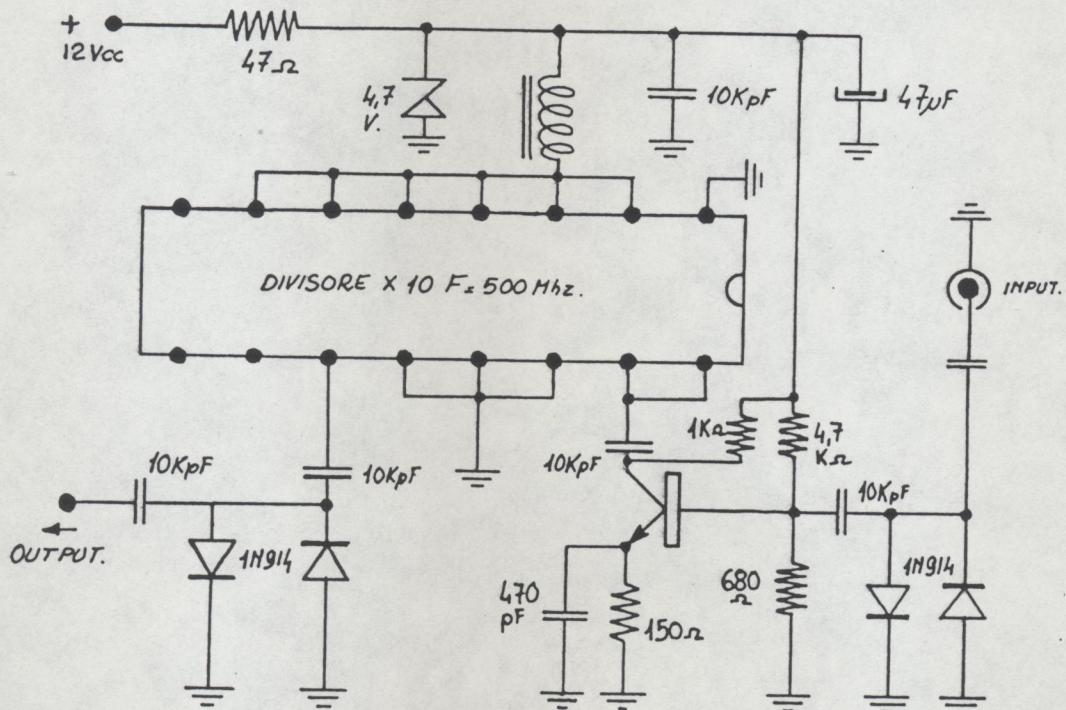 +
12Vcc
47Ω
4,7
V.
10KpF
47µF
DIVISORE X 10 F= 500 Mhz.
INPUT.
1KΩ
4,7
KΩ
10KpF
10KpF
10KpF
10KpF
OUTPUT.
1N914
470
pF
150Ω
680
Ω
1N914